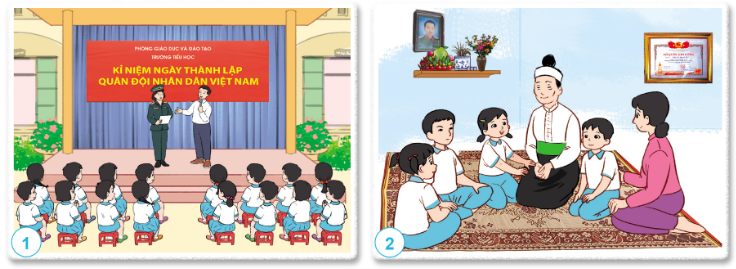 PHÒNG GIÁO DỤC VÀ ĐÀO TẠO
TRƯỜNG TIỂU HỌC
KỈ NIỆM NGÀY THÀNH LẬP
QUÂN ĐỘI NHÂN DÂN VIỆT NAM
1
2